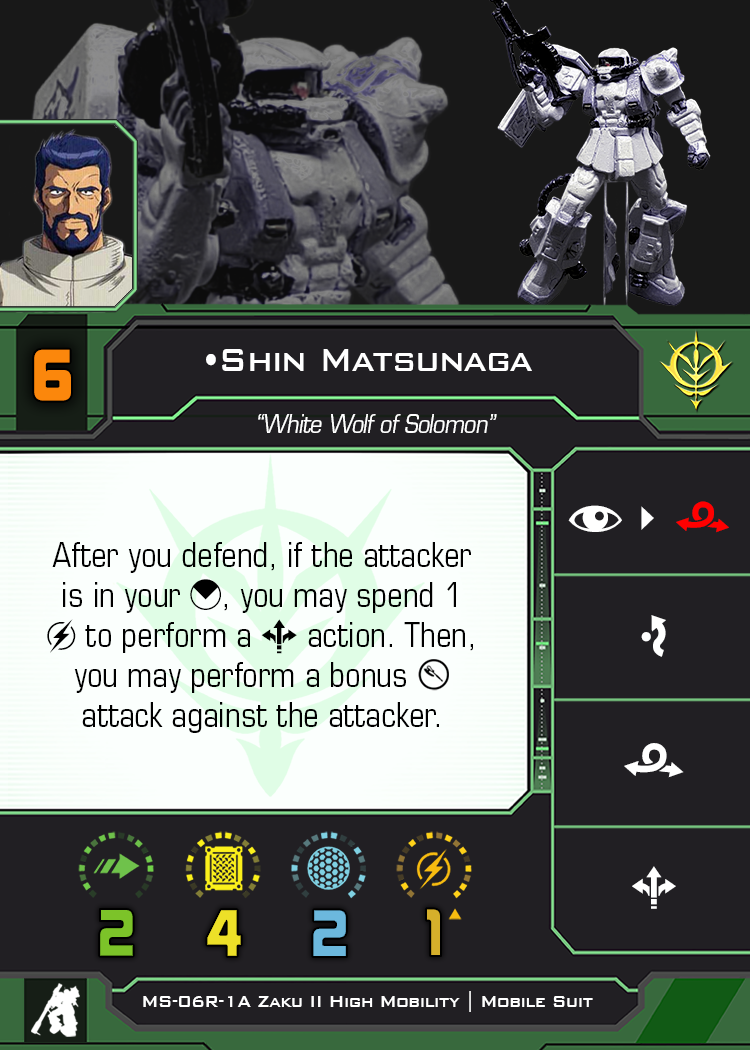 6
•Shin Matsunaga
“White Wolf of Solomon”
After you defend, if the attacker
is in your , you may spend 1
to perform a action. Then,
you may perform a bonus
attack against the attacker.
2 4 2 1
MS-06R-1A Zaku II High Mobility | Mobile Suit